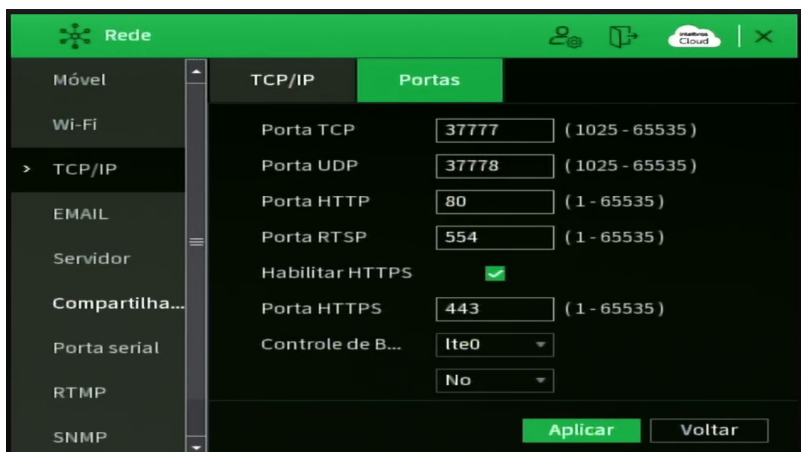 Rede
intelbras
Cloud
Móvel
Wi-Fi
> TCP/IP
EMAIL
Servidor
Compartilha...
Porta serial
RTMP
SNMP
TCP/IP Portas
Porta TCP 37777 (1025-65535)
Porta UDP 37778 (1025-65535)
Porta HTTP 80 (1-65535)
Porta RTSP 554 (1-65535)
Habilitar HTTPS
Porta HTTPS 443 (1-65535)
Controle de B... lte0
No
Aplicar Voltar